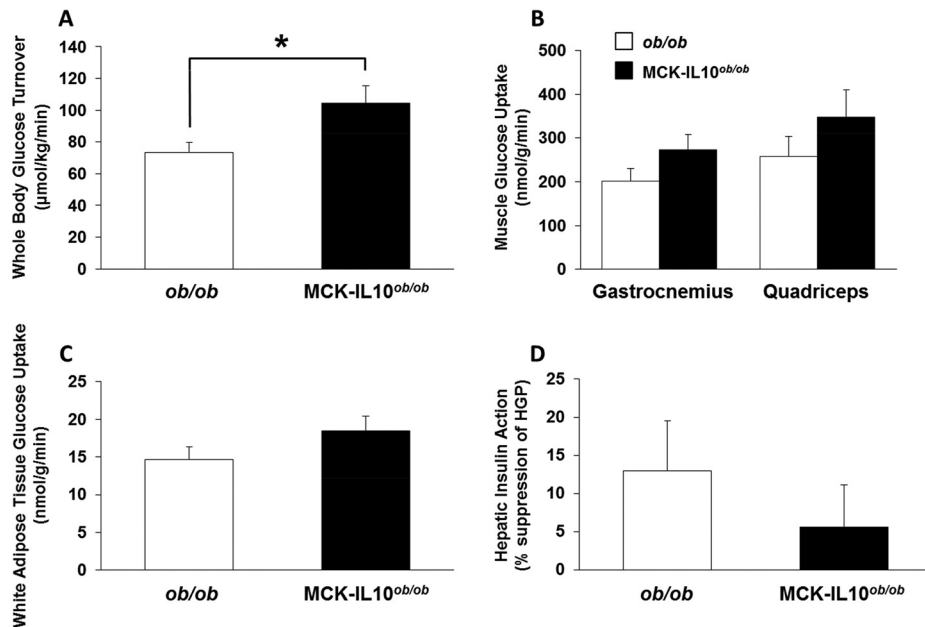 A
*
Whole Body Glucose Turnover
(µmol/kg/min)
140
120
100
80
60
40
20
0
ob/ob
MCK-IL10ob/ob
B
ob/ob
MCK-IL10ob/ob
Muscle Glucose Uptake
(nmol/g/min)
500
400
300
200
100
0
Gastrocnemius
Quadriceps
C
White Adipose Tissue Glucose Uptake
(nmol/g/min)
25
20
15
10
5
0
ob/ob
MCK-IL10ob/ob
D
Hepatic Insulin Action
(% suppression of HGP)
25
20
15
10
5
0
ob/ob
MCK-IL10ob/ob